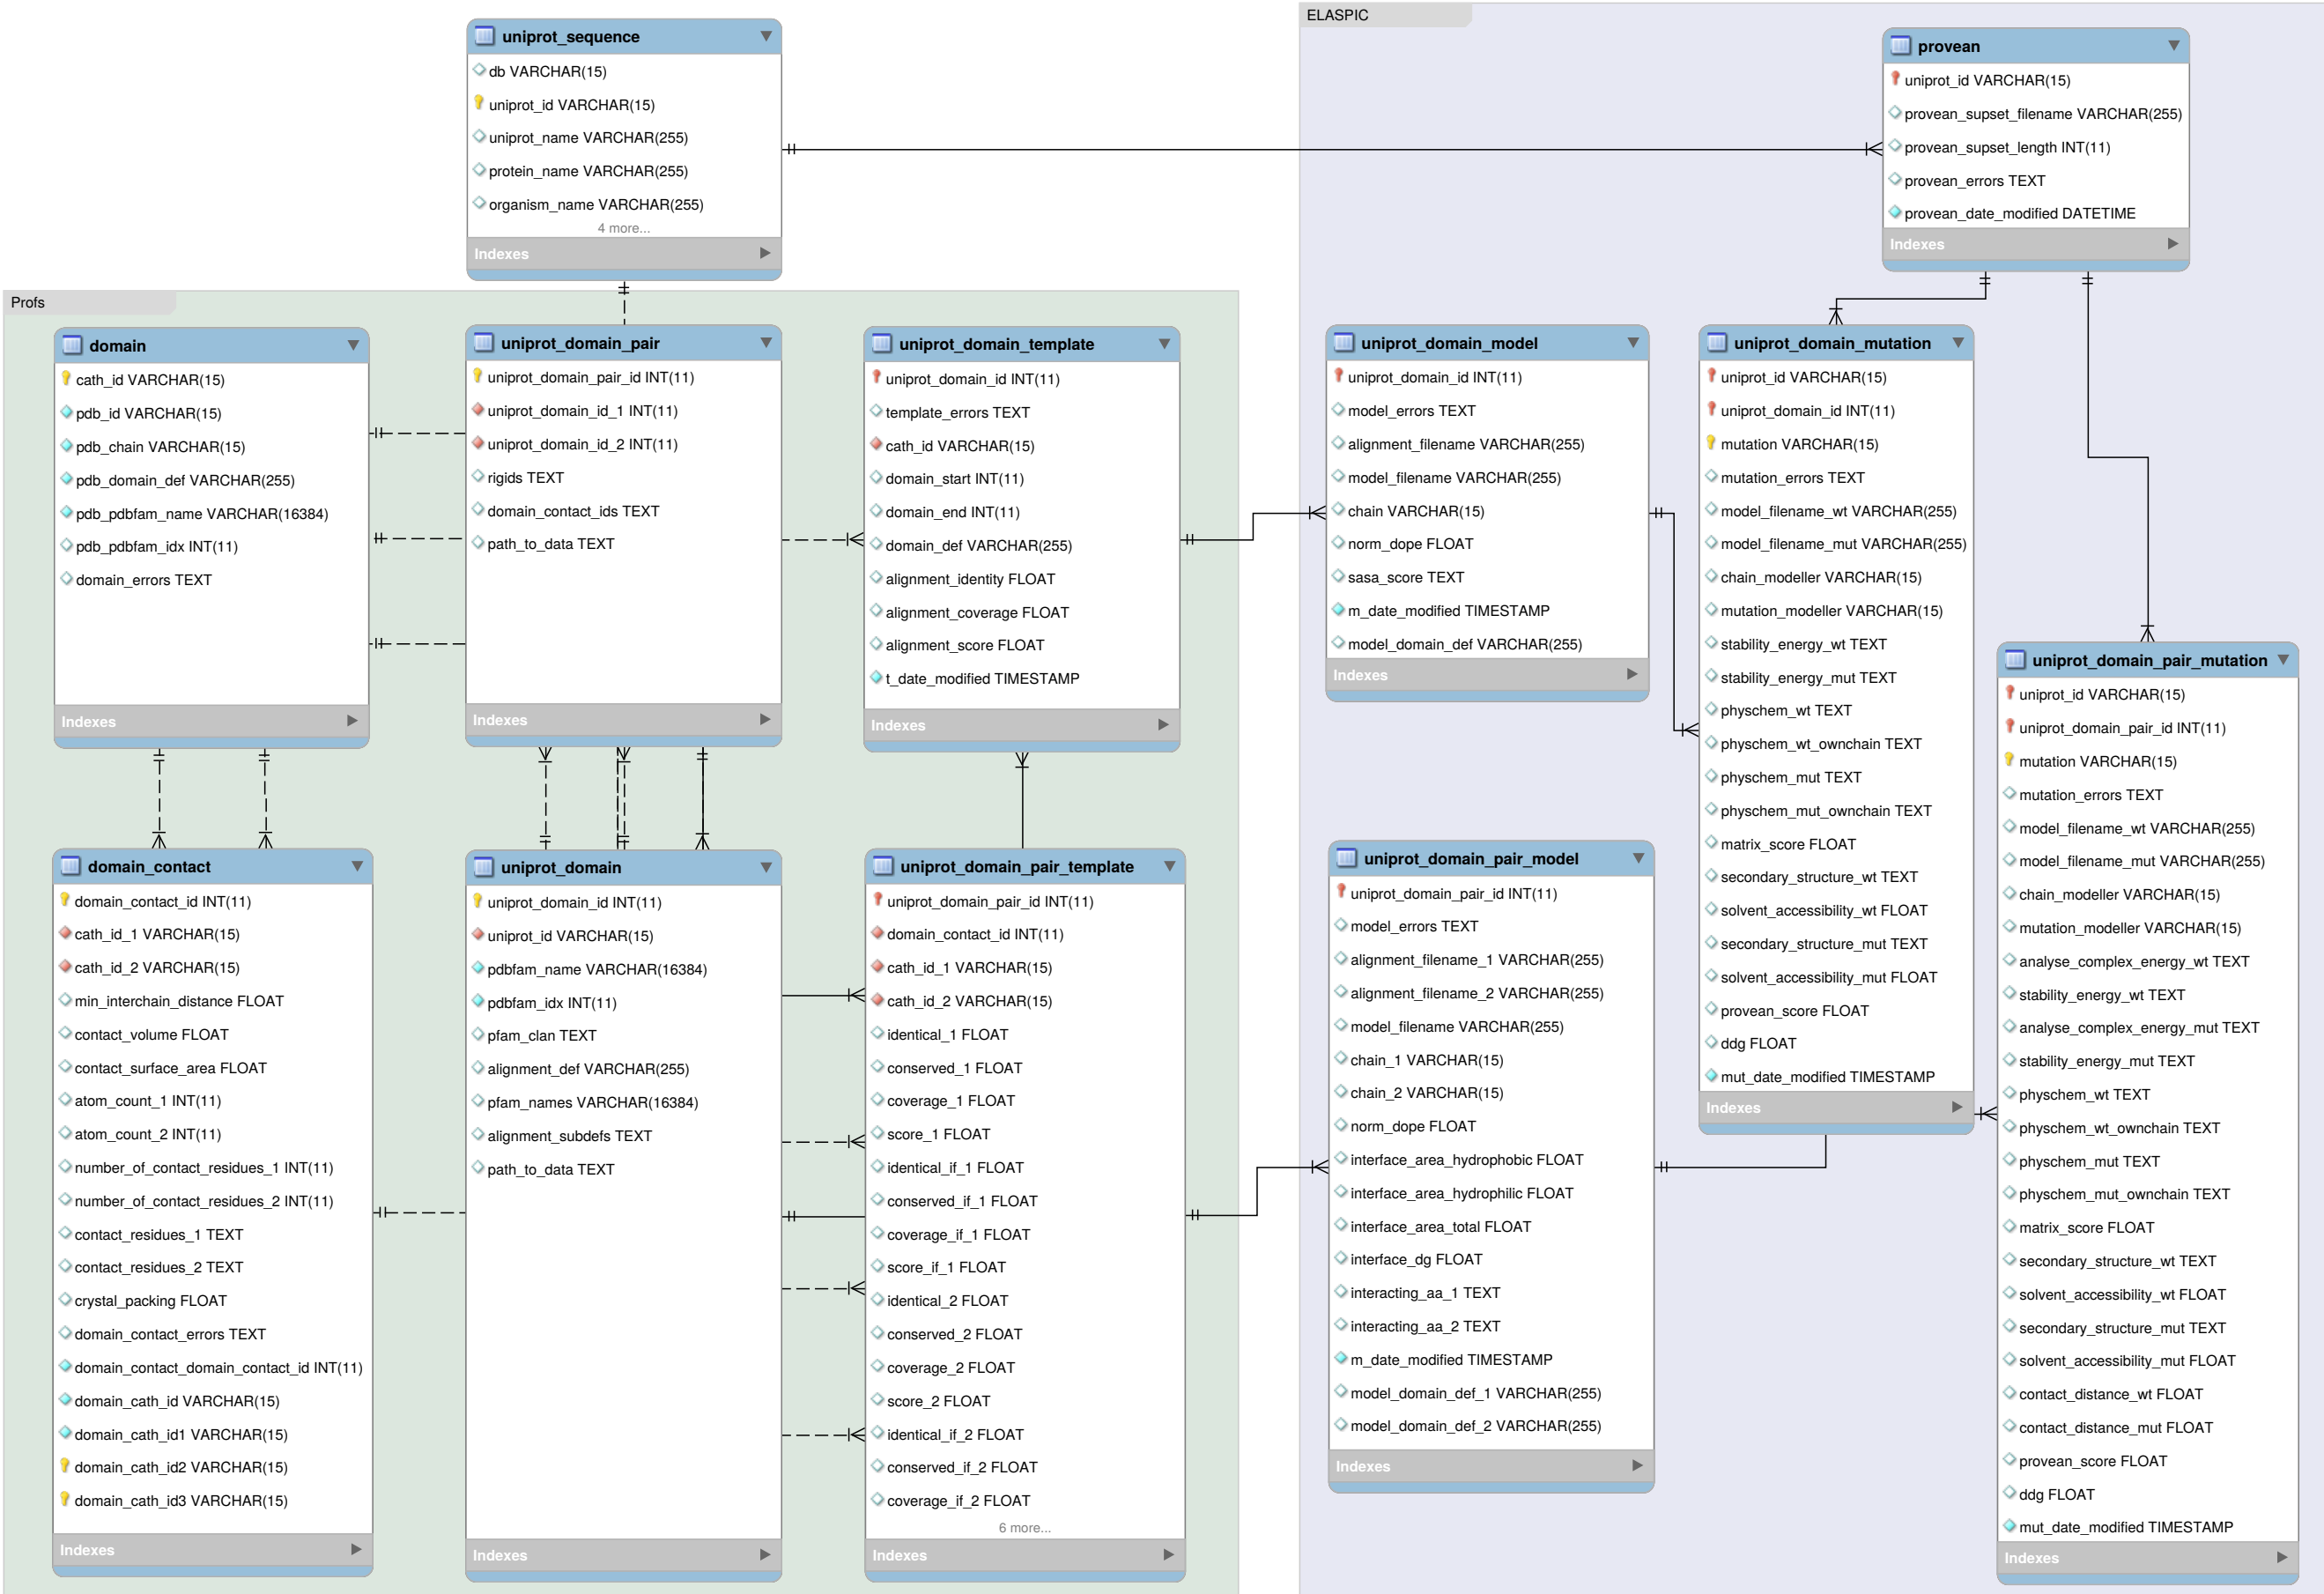 ELASPIC
uniprot_sequence
db VARCHAR(15)
uniprot_id VARCHAR(15)
uniprot_name VARCHAR(255)
protein_name VARCHAR(255)
organism_name VARCHAR(255)
4 more...
Indexes
provean
uniprot_id VARCHAR(15)
provean_supset_filename VARCHAR(255)
provean_supset_length INT(11)
provean_errors TEXT
provean_date_modified DATETIME
Indexes
Profs
domain
cath_id VARCHAR(15)
pdb_id VARCHAR(15)
pdb_chain VARCHAR(15)
pdb_domain_def VARCHAR(255)
pdb_pdbfam_name VARCHAR(16384)
pdb_pdbfam_idx INT(11)
domain_errors TEXT
Indexes
uniprot_domain_pair
uniprot_domain_pair_id INT(11)
uniprot_domain_id_1 INT(11)
uniprot_domain_id_2 INT(11)
rigids TEXT
domain_contact_ids TEXT
path_to_data TEXT
Indexes
uniprot_domain_template
uniprot_domain_id INT(11)
template_errors TEXT
cath_id VARCHAR(15)
domain_start INT(11)
domain_end INT(11)
domain_def VARCHAR(255)
alignment_identity FLOAT
alignment_coverage FLOAT
alignment_score FLOAT
t_date_modified TIMESTAMP
Indexes
uniprot_domain_model
uniprot_domain_id INT(11)
model_errors TEXT
alignment_filename VARCHAR(255)
model_filename VARCHAR(255)
chain VARCHAR(15)
norm_dope FLOAT
sasa_score TEXT
m_date_modified TIMESTAMP
model_domain_def VARCHAR(255)
Indexes
uniprot_domain_mutation
uniprot_id VARCHAR(15)
uniprot_domain_id INT(11)
mutation VARCHAR(15)
mutation_errors TEXT
model_filename_wt VARCHAR(255)
model_filename_mut VARCHAR(255)
chain_modeller VARCHAR(15)
mutation_modeller VARCHAR(15)
stability_energy_wt TEXT
stability_energy_mut TEXT
physchem_wt TEXT
physchem_wt_ownchain TEXT
physchem_mut TEXT
physchem_mut_ownchain TEXT
matrix_score FLOAT
secondary_structure_wt TEXT
solvent_accessibility_wt FLOAT
secondary_structure_mut TEXT
solvent_accessibility_mut FLOAT
provean_score FLOAT
ddg FLOAT
mut_date_modified TIMESTAMP
Indexes
uniprot_domain_pair_mutation
uniprot_id VARCHAR(15)
uniprot_domain_pair_id INT(11)
mutation VARCHAR(15)
mutation_errors TEXT
model_filename_wt VARCHAR(255)
model_filename_mut VARCHAR(255)
chain_modeller VARCHAR(15)
mutation_modeller VARCHAR(15)
analyse_complex_energy_wt TEXT
stability_energy_wt TEXT
analyse_complex_energy_mut TEXT
stability_energy_mut TEXT
physchem_wt TEXT
physchem_wt_ownchain TEXT
physchem_mut TEXT
physchem_mut_ownchain TEXT
matrix_score FLOAT
secondary_structure_wt TEXT
solvent_accessibility_wt FLOAT
secondary_structure_mut TEXT
solvent_accessibility_mut FLOAT
contact_distance_wt FLOAT
contact_distance_mut FLOAT
provean_score FLOAT
ddg FLOAT
mut_date_modified TIMESTAMP
Indexes
domain_contact
domain_contact_id INT(11)
cath_id_1 VARCHAR(15)
cath_id_2 VARCHAR(15)
min_interchain_distance FLOAT
contact_volume FLOAT
contact_surface_area FLOAT
atom_count_1 INT(11)
atom_count_2 INT(11)
number_of_contact_residues_1 INT(11)
number_of_contact_residues_2 INT(11)
contact_residues_1 TEXT
contact_residues_2 TEXT
crystal_packing FLOAT
domain_contact_errors TEXT
domain_contact_domain_contact_id INT(11)
domain_cath_id VARCHAR(15)
domain_cath_id1 VARCHAR(15)
domain_cath_id2 VARCHAR(15)
domain_cath_id3 VARCHAR(15)
Indexes
uniprot_domain
uniprot_domain_id INT(11)
uniprot_id VARCHAR(15)
pdbfam_name VARCHAR(16384)
pdbfam_idx INT(11)
pfam_clan TEXT
alignment_def VARCHAR(255)
pfam_names VARCHAR(16384)
alignment_subdefs TEXT
path_to_data TEXT
Indexes
uniprot_domain_pair_template
uniprot_domain_pair_id INT(11)
domain_contact_id INT(11)
cath_id_1 VARCHAR(15)
cath_id_2 VARCHAR(15)
identical_1 FLOAT
conserved_1 FLOAT
coverage_1 FLOAT
score_1 FLOAT
identical_if_1 FLOAT
conserved_if_1 FLOAT
coverage_if_1 FLOAT
score_if_1 FLOAT
identical_2 FLOAT
conserved_2 FLOAT
coverage_2 FLOAT
score_2 FLOAT
identical_if_2 FLOAT
conserved_if_2 FLOAT
coverage_if_2 FLOAT
6 more...
Indexes
uniprot_domain_pair_model
uniprot_domain_pair_id INT(11)
model_errors TEXT
alignment_filename_1 VARCHAR(255)
alignment_filename_2 VARCHAR(255)
model_filename VARCHAR(255)
chain_1 VARCHAR(15)
chain_2 VARCHAR(15)
norm_dope FLOAT
interface_area_hydrophobic FLOAT
interface_area_hydrophilic FLOAT
interface_area_total FLOAT
interface_dg FLOAT
interacting_aa_1 TEXT
interacting_aa_2 TEXT
m_date_modified TIMESTAMP
model_domain_def_1 VARCHAR(255)
model_domain_def_2 VARCHAR(255)
Indexes